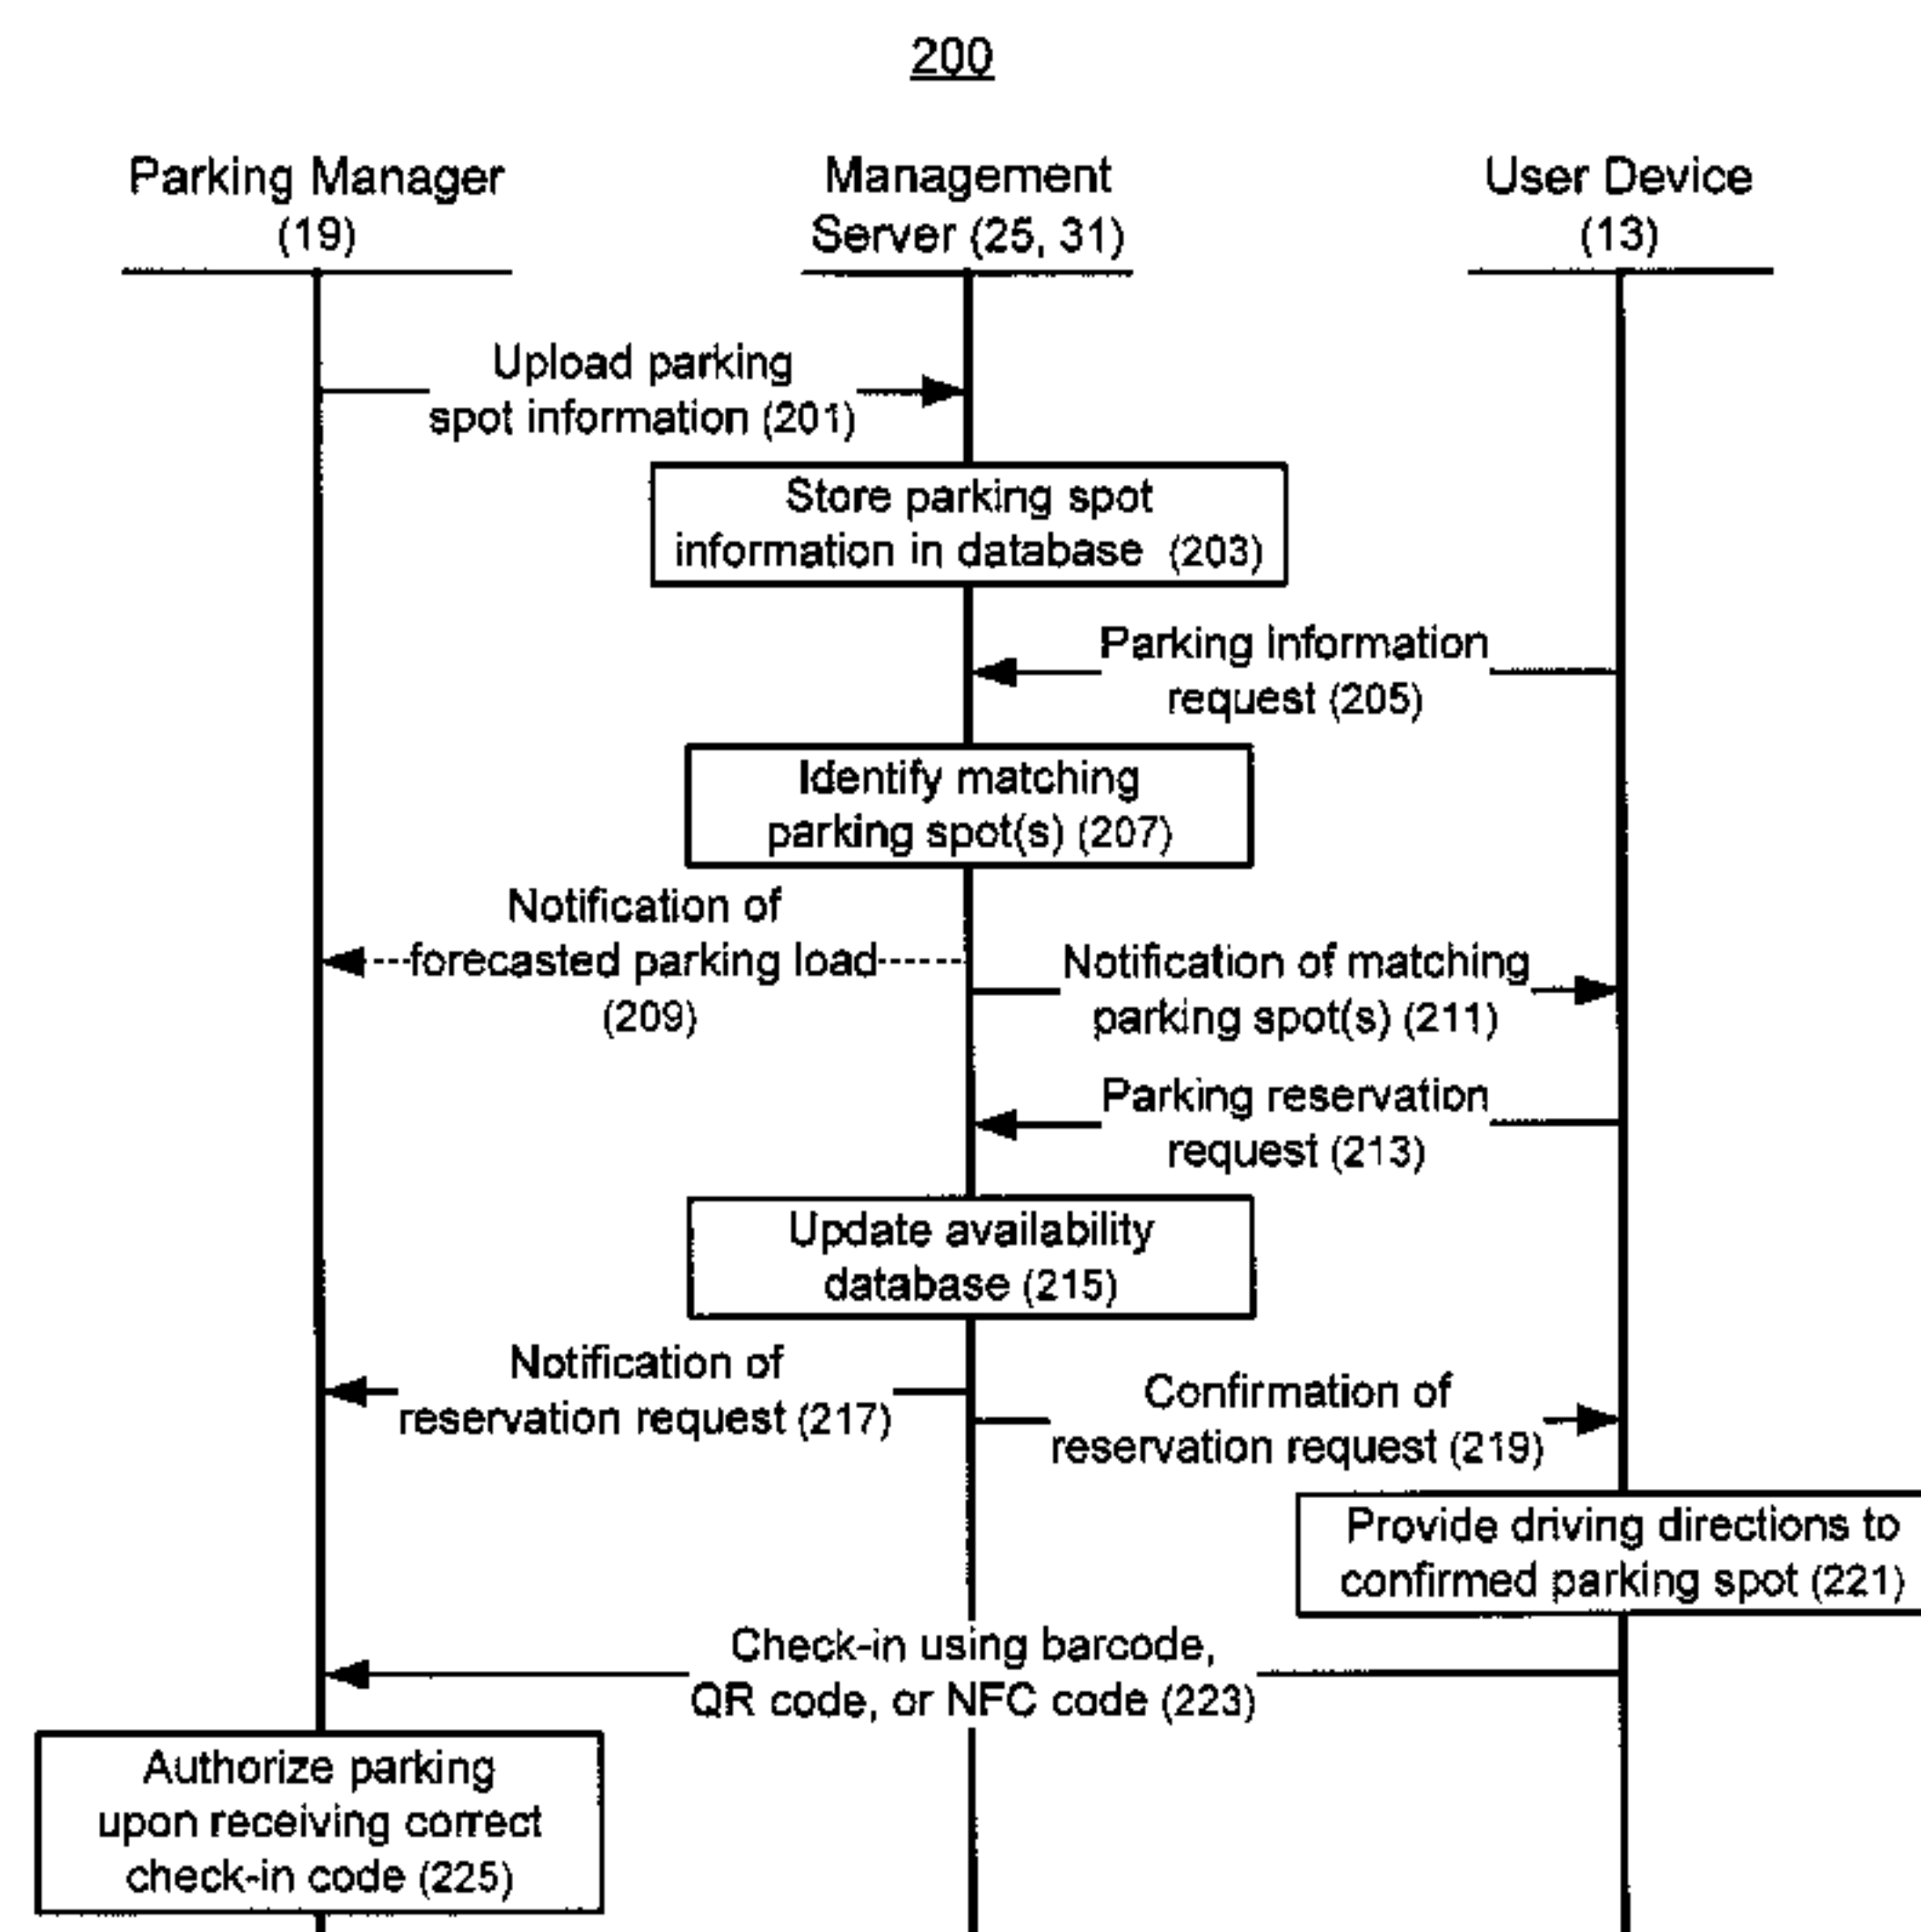 200
Parking Manager
(19)
Management
Server (25, 31)
User Device
(13)
Upload parking
spot information (201)
Store parking spot
information in database (203)
Parking information
request (205)
Identify matching
parking spot(s) (207)
Notification of
forecasted parking load
(209)
Notification of matching
parking spot(s) (211)
Parking reservation
request (213)
Update availability
database (215)
Notification of
reservation request (217)
Confirmation of
reservation request (219)
Provide driving directions to
confirmed parking spot (221)
Check-in using barcode,
QR code, or NFC code (223)
Authorize parking
upon receiving correct
check-in code (225)